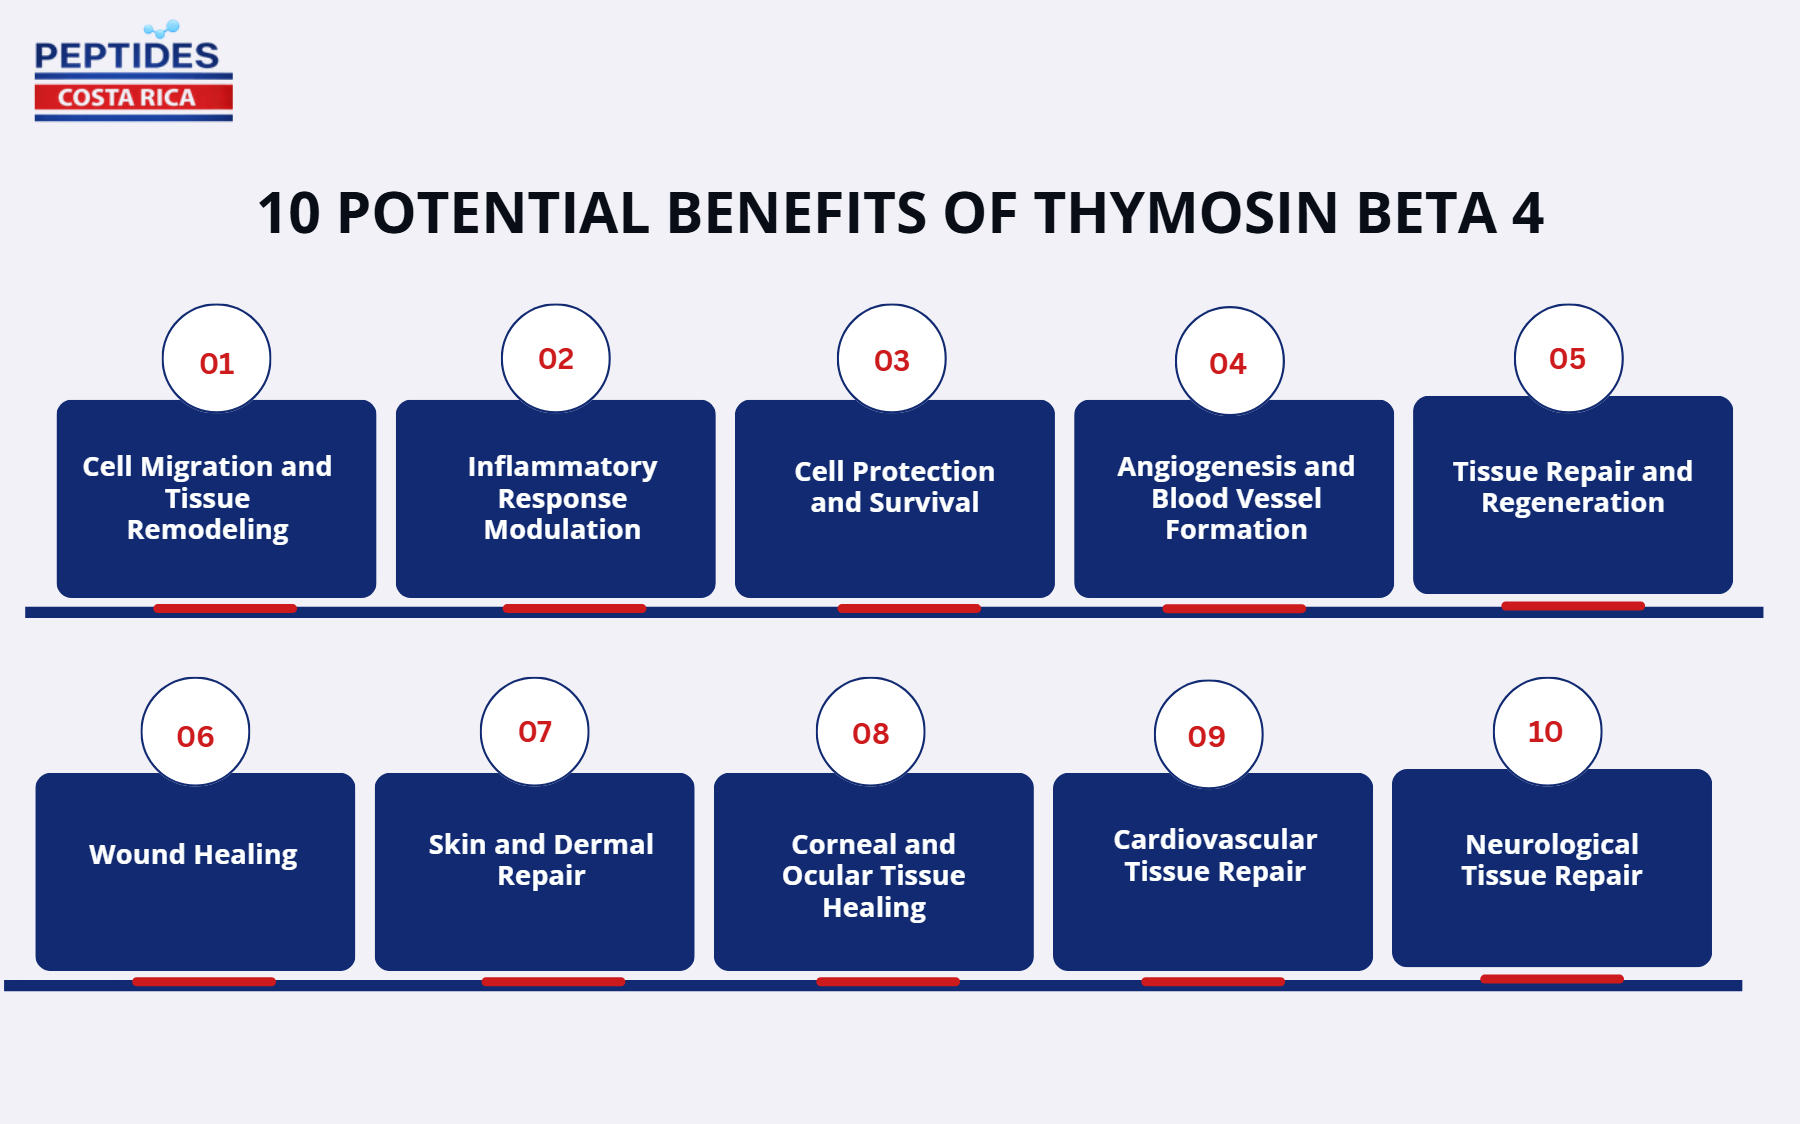 PEPTIDES
COSTA RICA
10 POTENTIAL BENEFITS OF THYMOSIN BETA 4
01
Cell Migration and
Tissue
Remodeling
02
Inflammatory
Response
Modulation
03
Cell Protection
and Survival
04
Angiogenesis and
Blood Vessel
Formation
05
Tissue Repair and
Regeneration
06
Wound Healing
07
Skin and Dermal
Repair
08
Corneal and
Ocular Tissue
Healing
09
Cardiovascular
Tissue Repair
10
Neurological
Tissue Repair